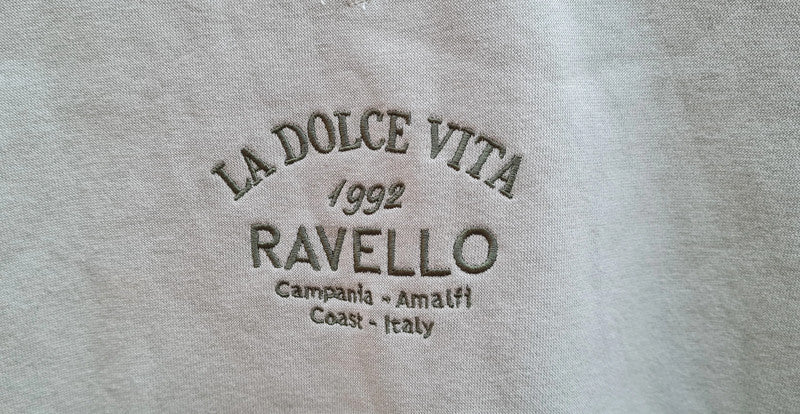 LA DOLCE VITA
1992
RAVELLO
Campania - Amalfi
Coast - Italy